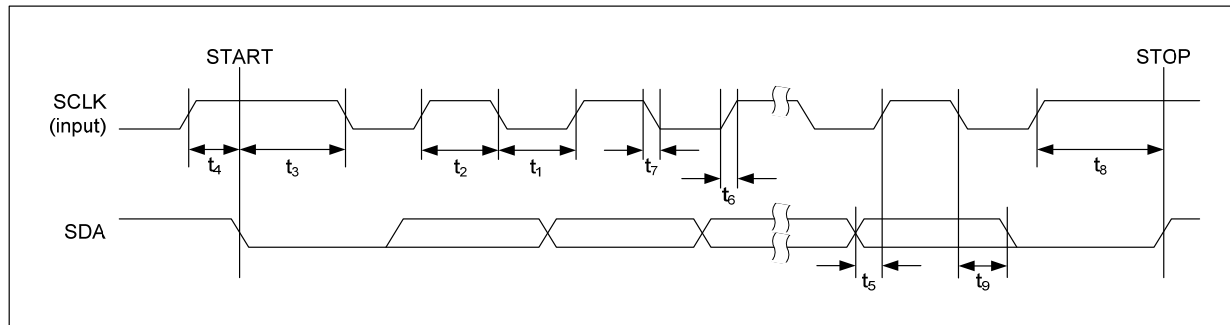 START
STOP
SCLK
(input)
t4
t3
t2
t1
t7
t6
t8
SDA
t5
t9